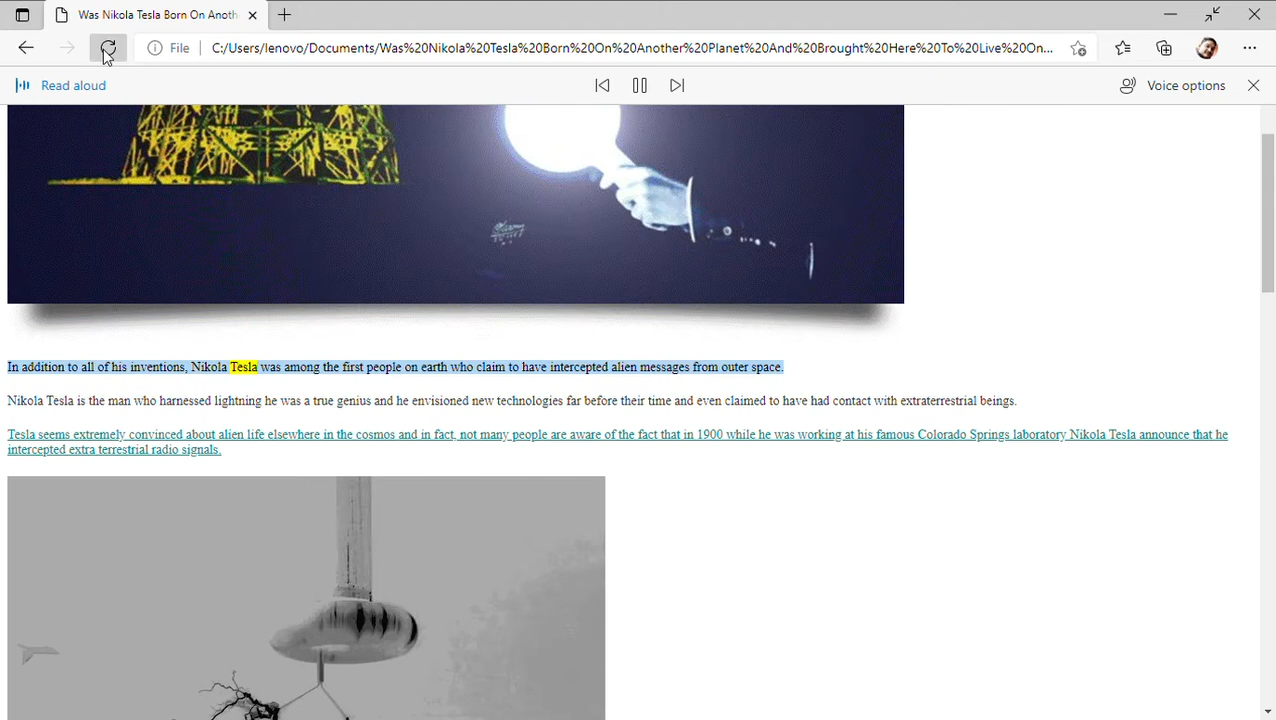 Was Nikola Tesla Born On Anoth
File
C:/Users/lenovo/Documents/Was%20Nikola%20Tesla%20Born%20On%20Another%20Planet%20And%20Brought%20Here%20To%20Live%20On...
Read aloud
Voice options
In addition to all of his inventions, Nikola Tesla was among the first people on earth who claim to have intercepted alien messages from outer space.
Nikola Tesla is the man who harnessed lightning he was a true genius and he envisioned new technologies far before their time and even claimed to have had contact with extraterrestrial beings.
Tesla seems extremely convinced about alien life elsewhere in the cosmos and in fact, not many people are aware of the fact that in 1900 while he was working at his famous Colorado Springs laboratory Nikola Tesla announce that he
intercepted extra terrestrial radio signals.